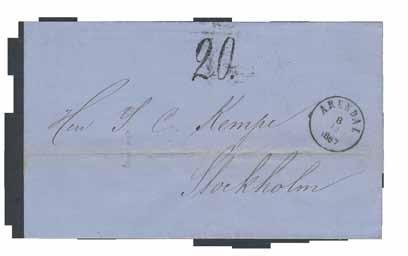 20.
ARENDAL
8
1867
Herr J C Kempe
Stockholm